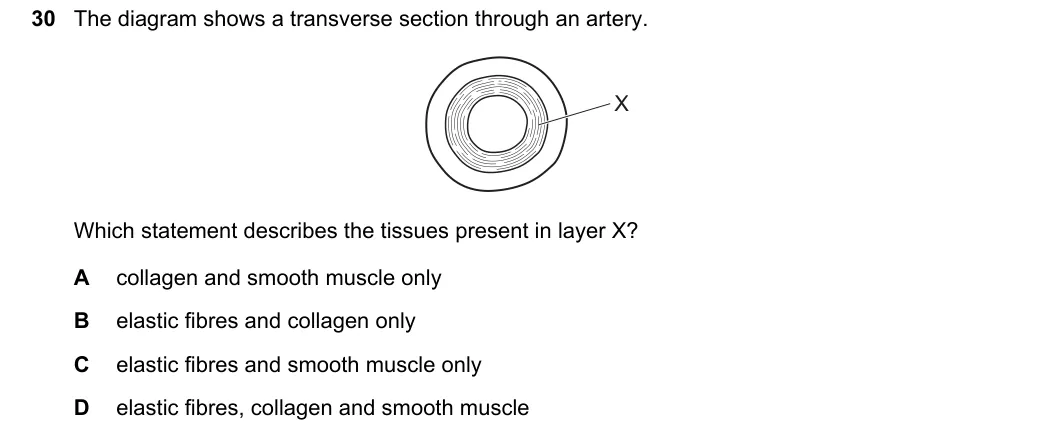 30 The diagram shows a transverse section through an artery.
X
Which statement describes the tissues present in layer X?
A collagen and smooth muscle only
B elastic fibres and collagen only
C elastic fibres and smooth muscle only
D elastic fibres, collagen and smooth muscle